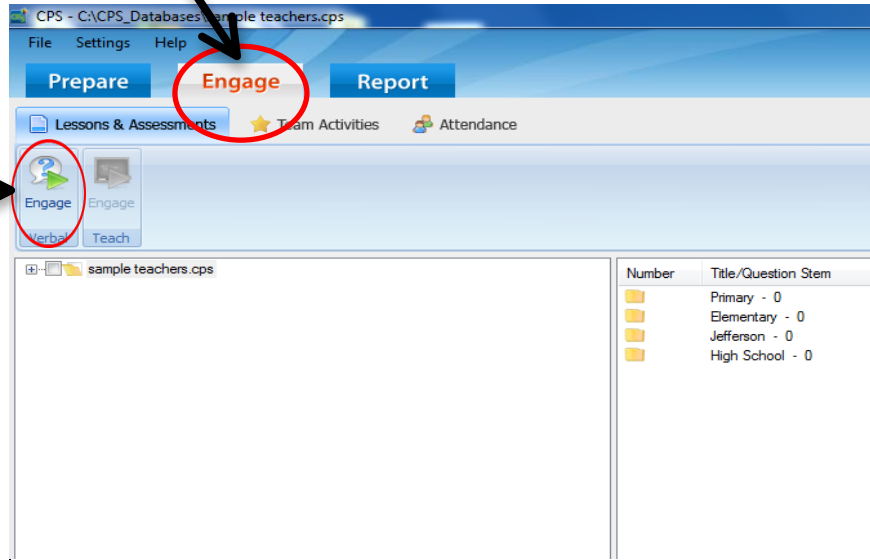 CPS - C:\CPS_Databases\sample teachers.cps
File Settings Help
Prepare Engage Report
Lessons & Assessments Team Activities Attendance
Engage Engage
Verbal Teach
sample teachers.cps
Number Title/Question Stem
Primary - 0
Elementary - 0
Jefferson - 0
High School - 0